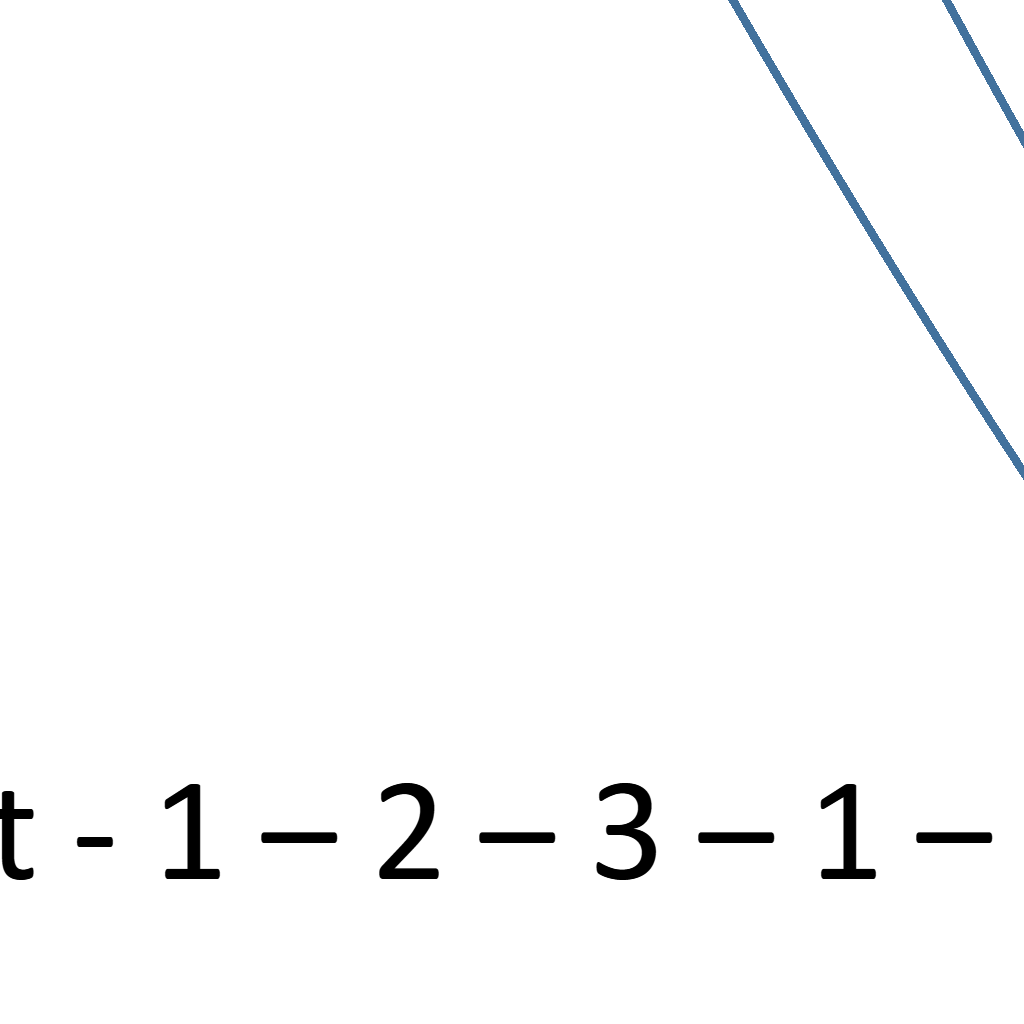 t - 1 – 2 – 3 – 1 –